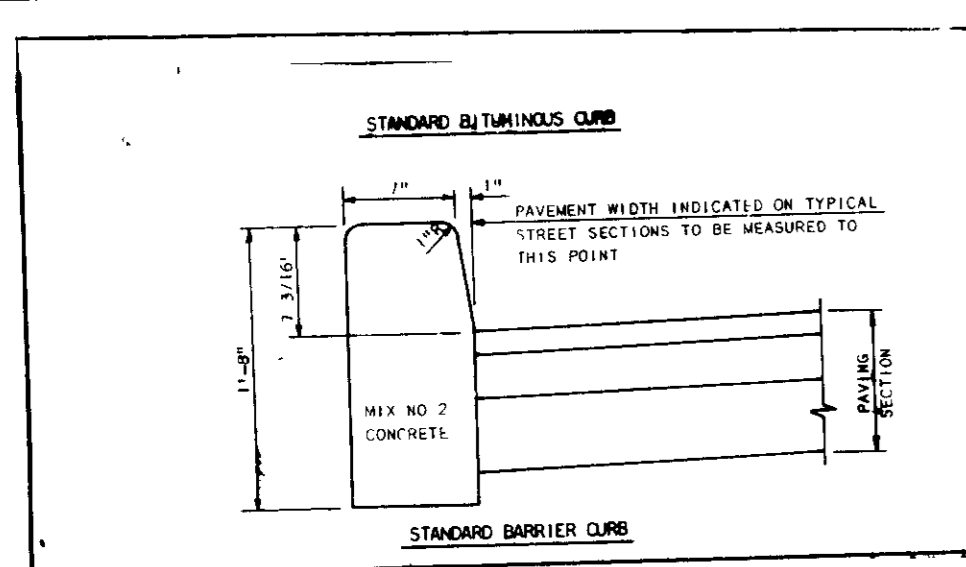 STANDARD BITUMINOUS CURB
7"
1"
PAVEMENT WIDTH INDICATED ON TYPICAL
STREET SECTIONS TO BE MEASURED TO
THIS POINT
1"R
7 3/16"
1'-8"
MIX NO 2
CONCRETE
PAVING
SECTION
STANDARD BARRIER CURB